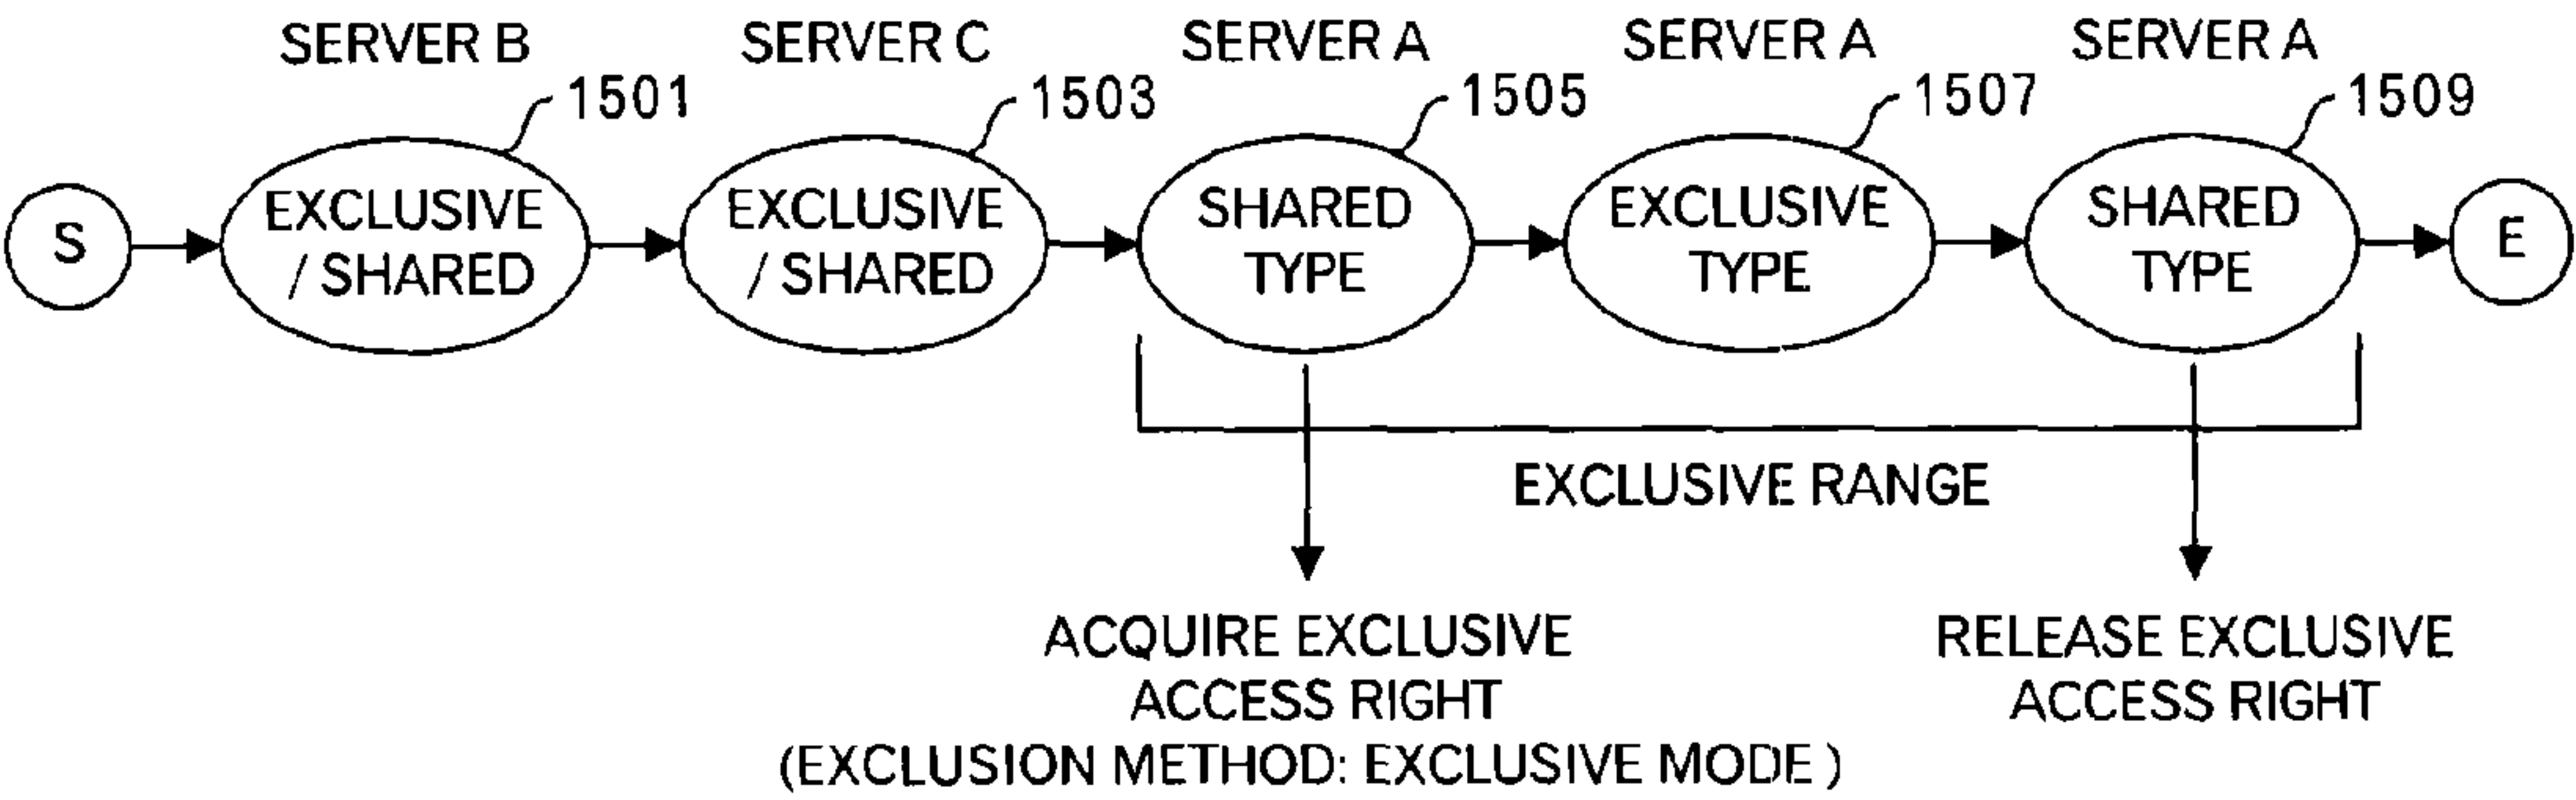 SERVER B
SERVER C
SERVER A
SERVER A
SERVER A
1501
1503
1505
1507
1509
S
EXCLUSIVE
/ SHARED
EXCLUSIVE
/ SHARED
SHARED
TYPE
EXCLUSIVE
TYPE
SHARED
TYPE
E
EXCLUSIVE RANGE
ACQUIRE EXCLUSIVE
ACCESS RIGHT
(EXCLUSION METHOD: EXCLUSIVE MODE )
RELEASE EXCLUSIVE
ACCESS RIGHT